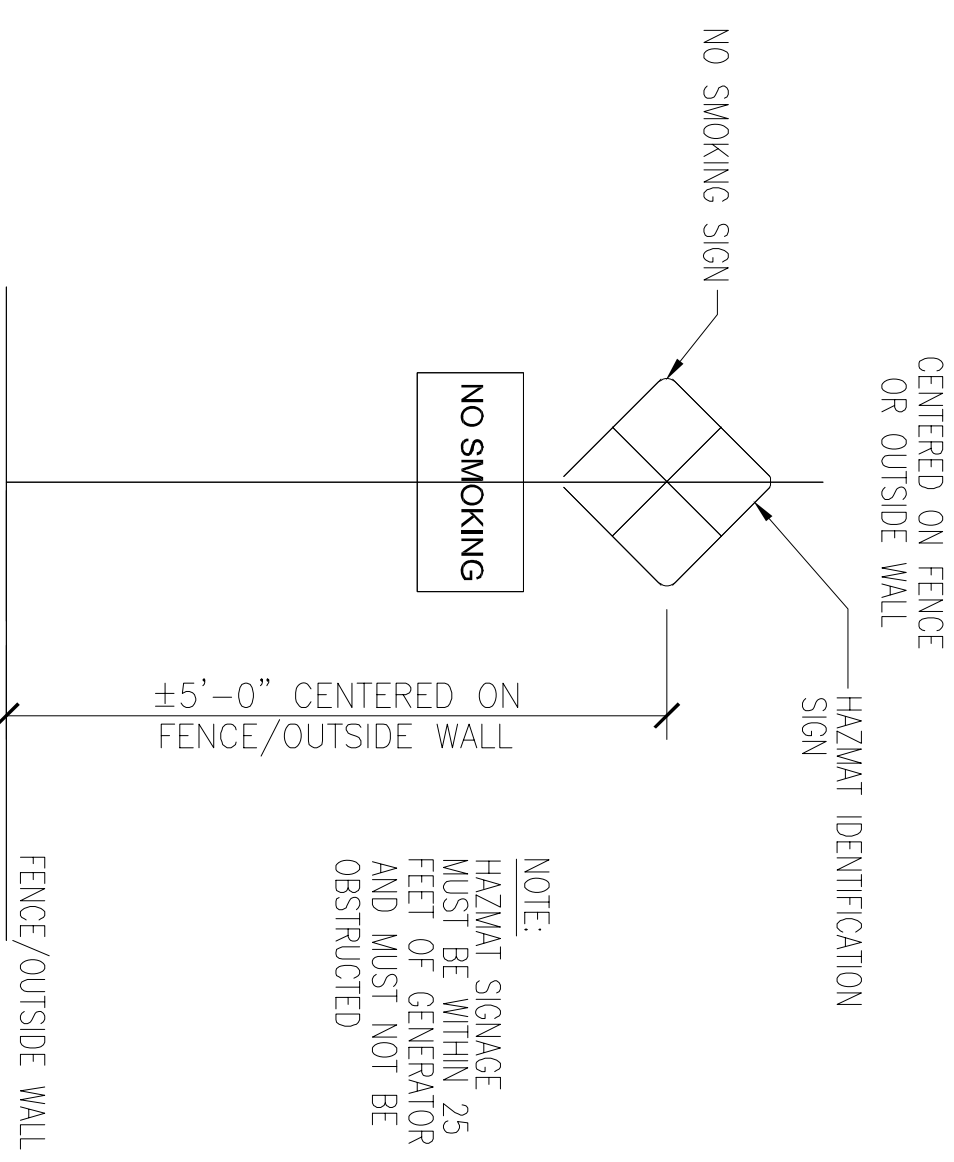 CENTERED ON FENCE
OR OUTSIDE WALL
NO SMOKING SIGN
HAZMAT IDENTIFICATION
SIGN
NO SMOKING
±5'-0" CENTERED ON
FENCE/OUTSIDE WALL
NOTE:
HAZMAT SIGNAGE
MUST BE WITHIN 25
FEET OF GENERATOR
AND MUST NOT BE
OBSTRUCTED
FENCE/OUTSIDE WALL